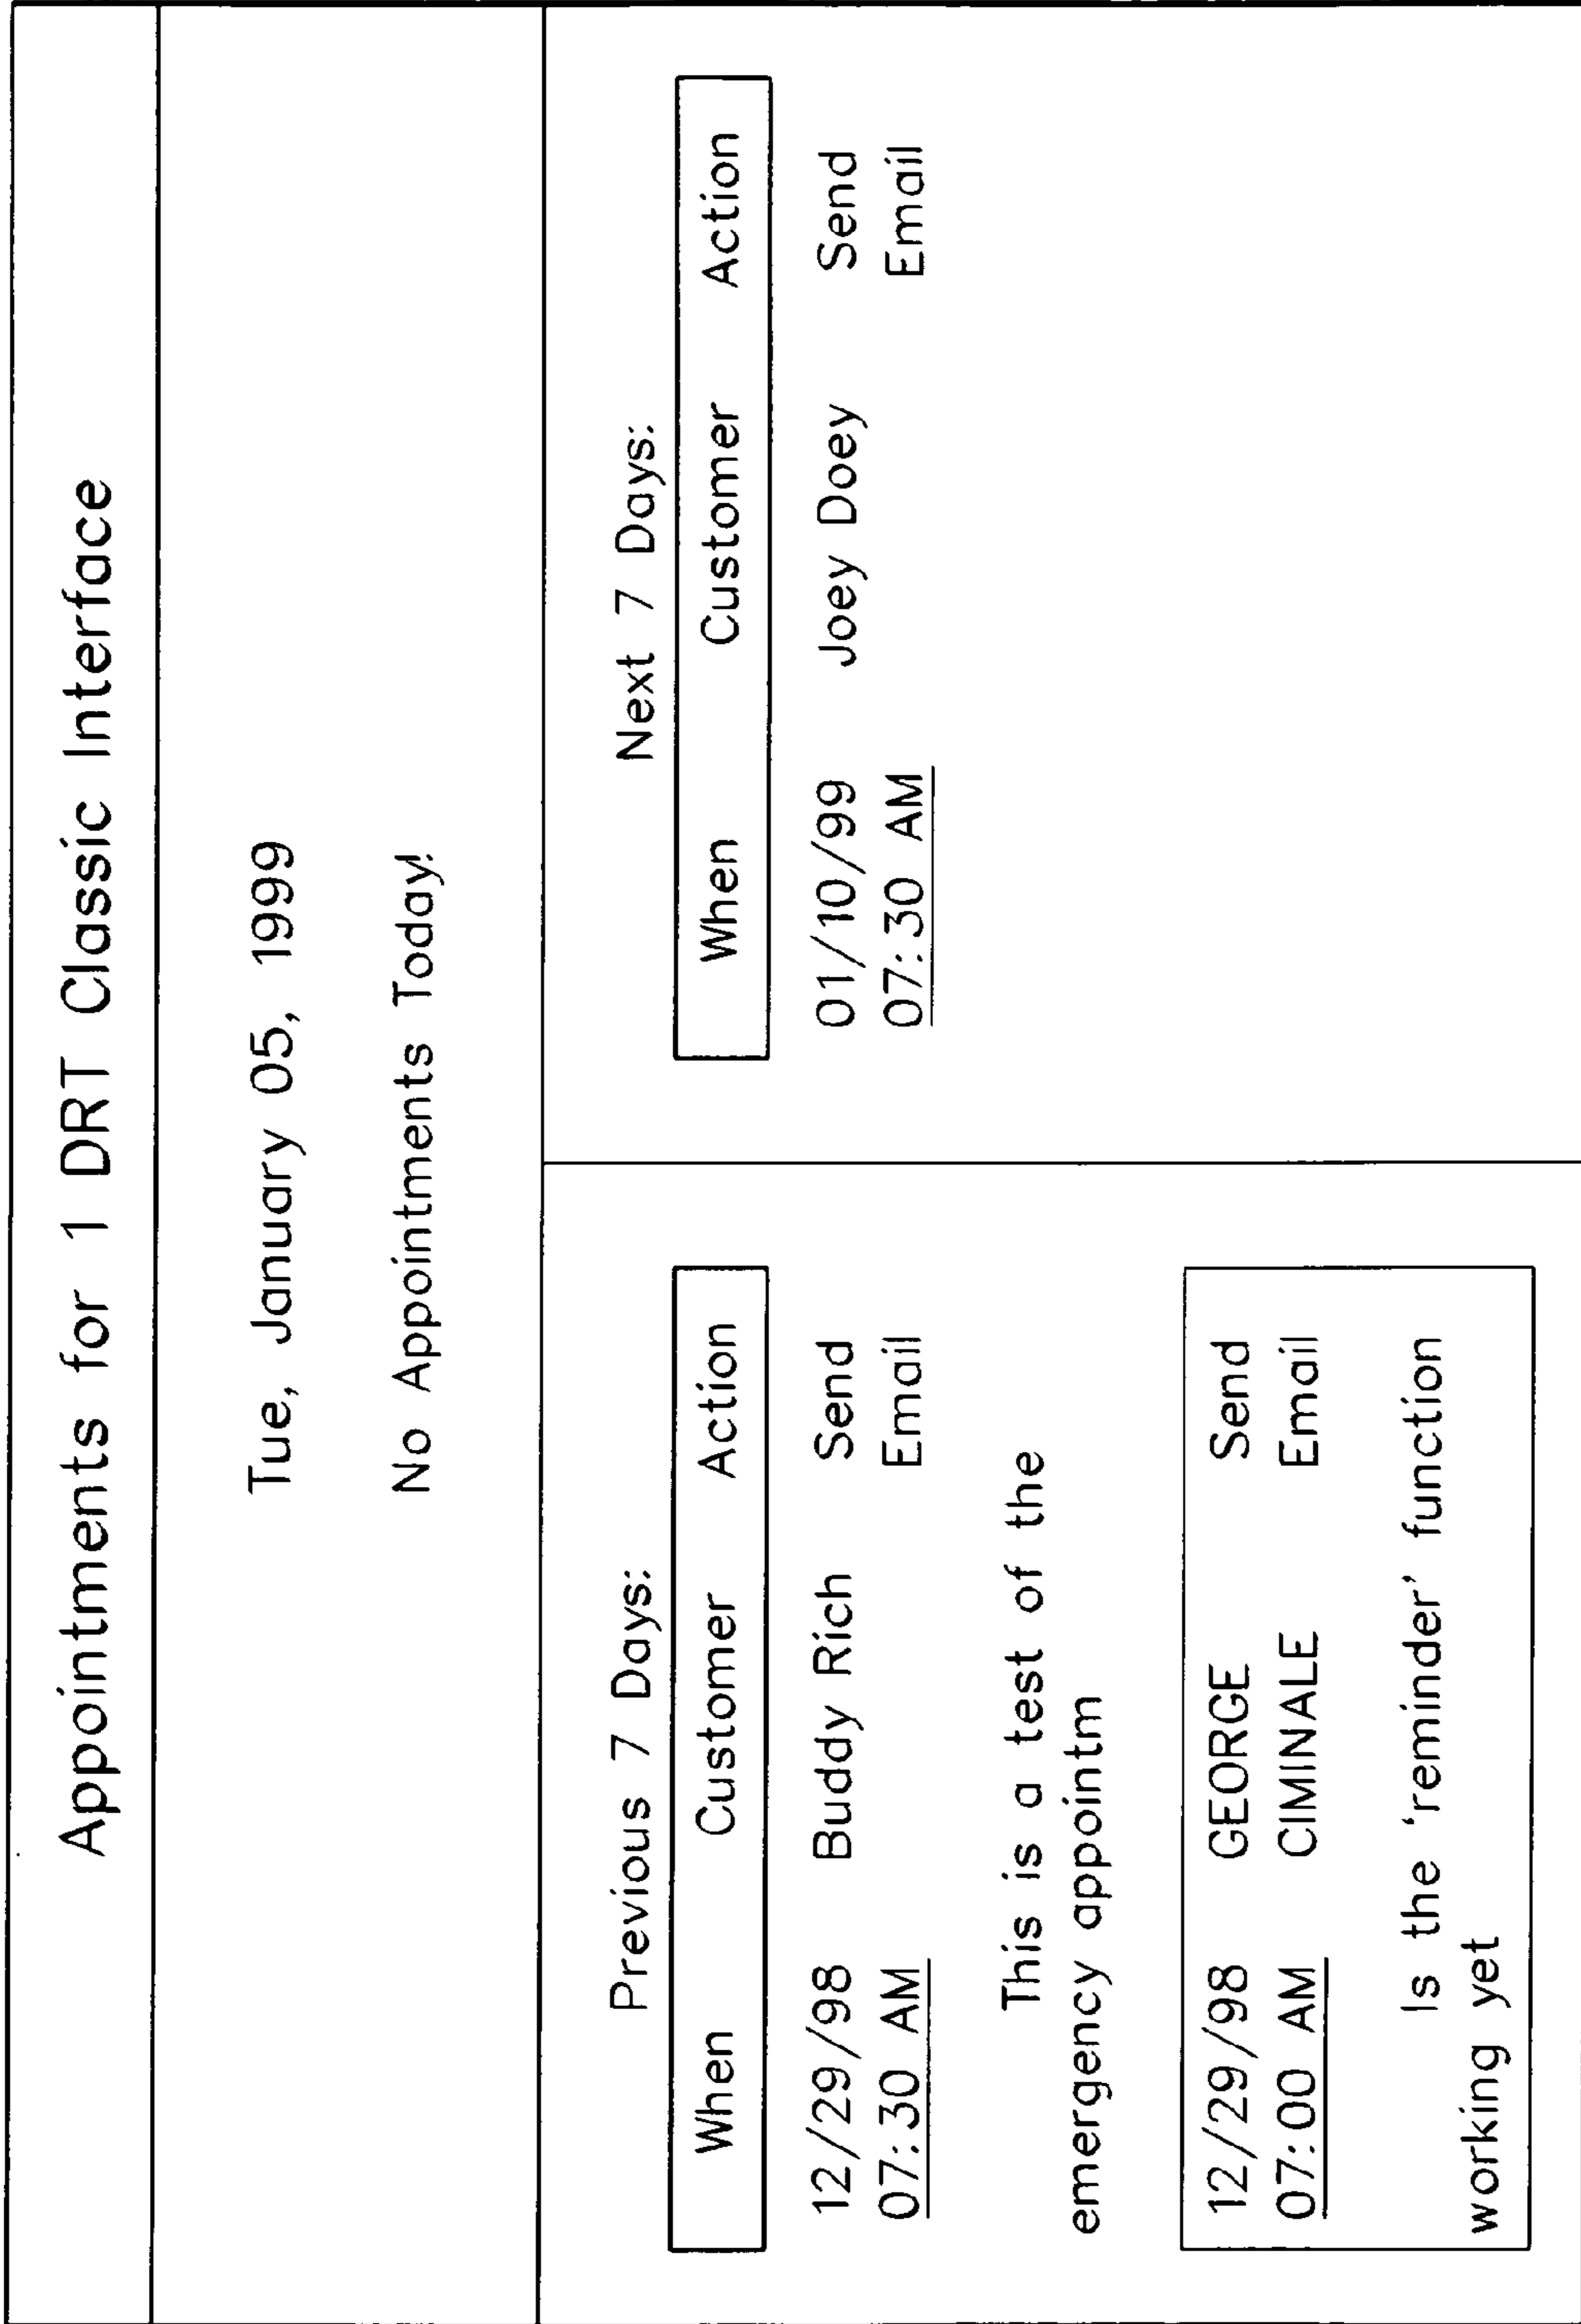 Appointments for 1 DRT Classic Interface
Tue, January 05, 1999
No Appointments Today!
Previous 7 Days:
When Customer Action
12/29/98 Buddy Rich Send
07:30 AM Email
This is a test of the
emergency appointm
12/29/98 GEORGE Send
07:00 AM CIMINALE Email
Is the 'reminder' function
working yet
Next 7 Days:
When Customer Action
01/10/99 Joey Doey Send
07:30 AM Email